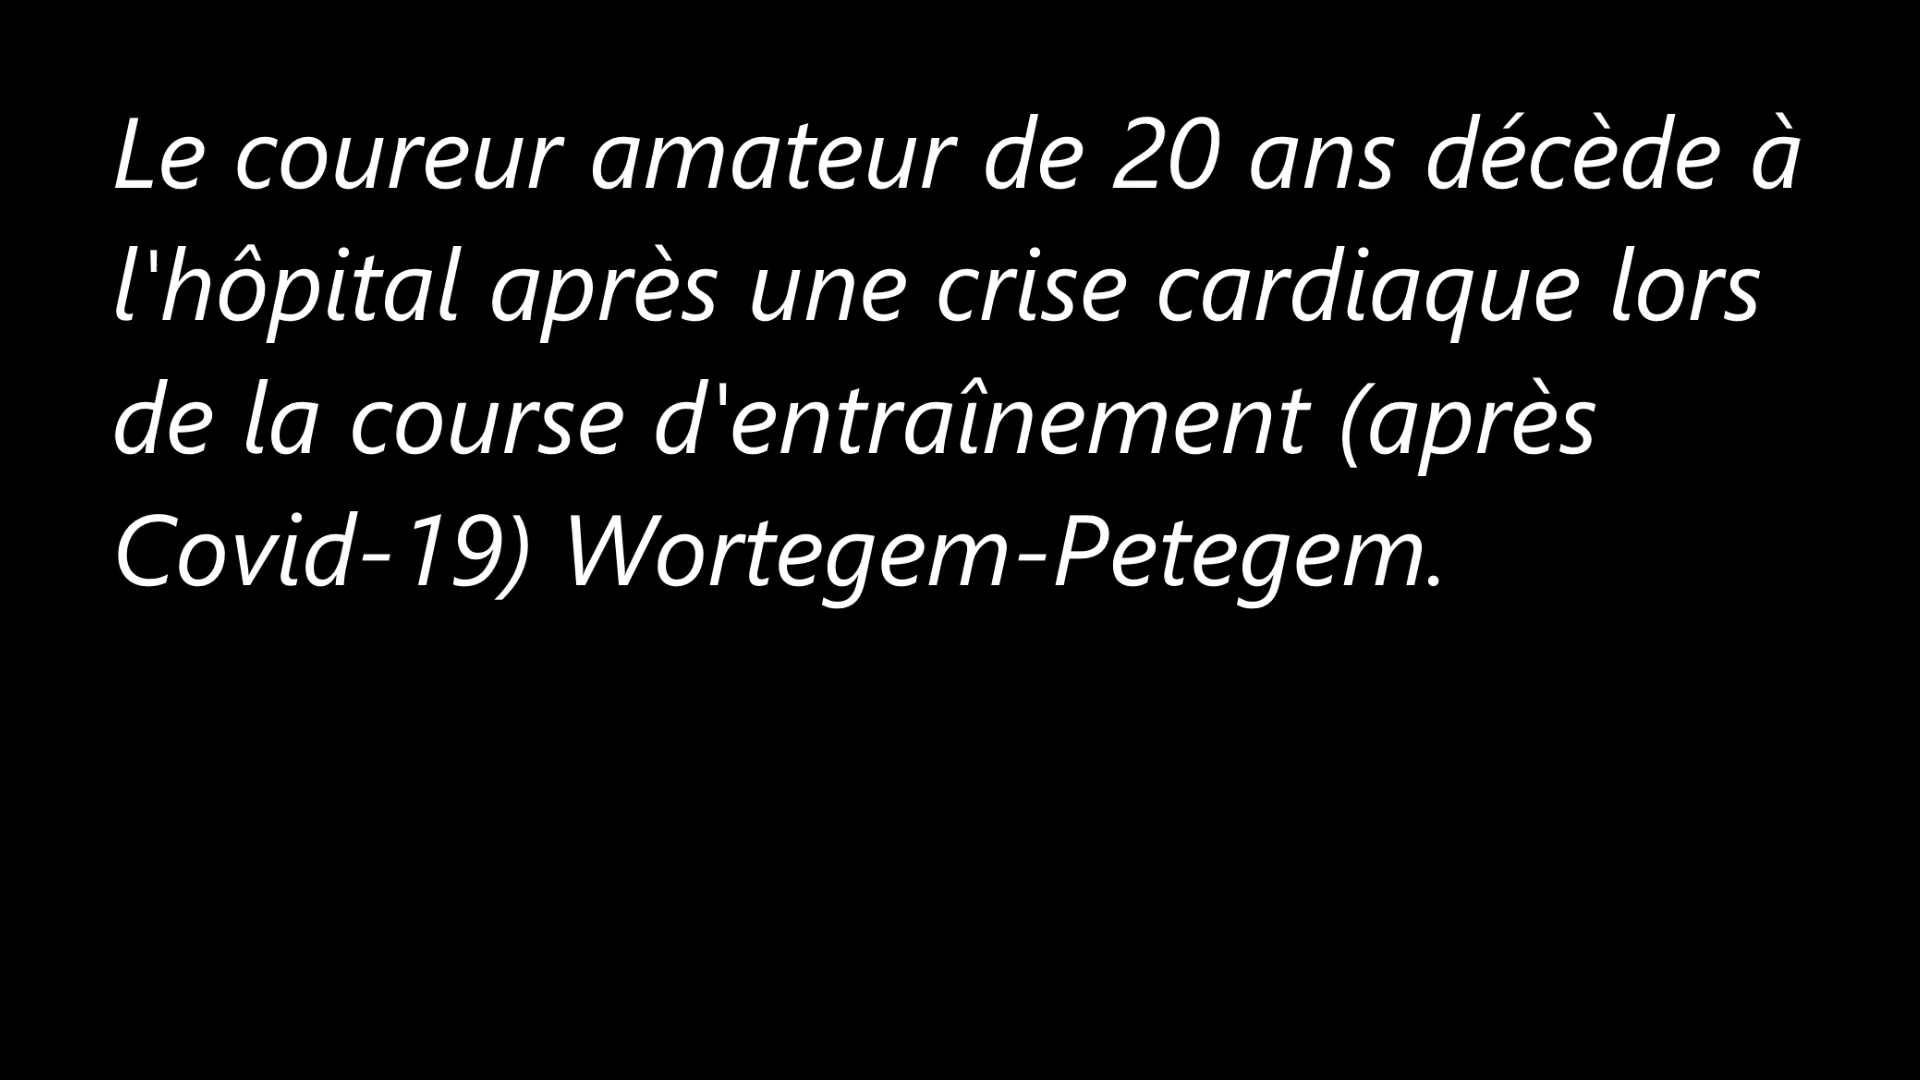 Le coureur amateur de 20 ans décède à
l'hôpital après une crise cardiaque lors
de la course d'entraînement (après
Covid-19) Wortegem-Petegem.